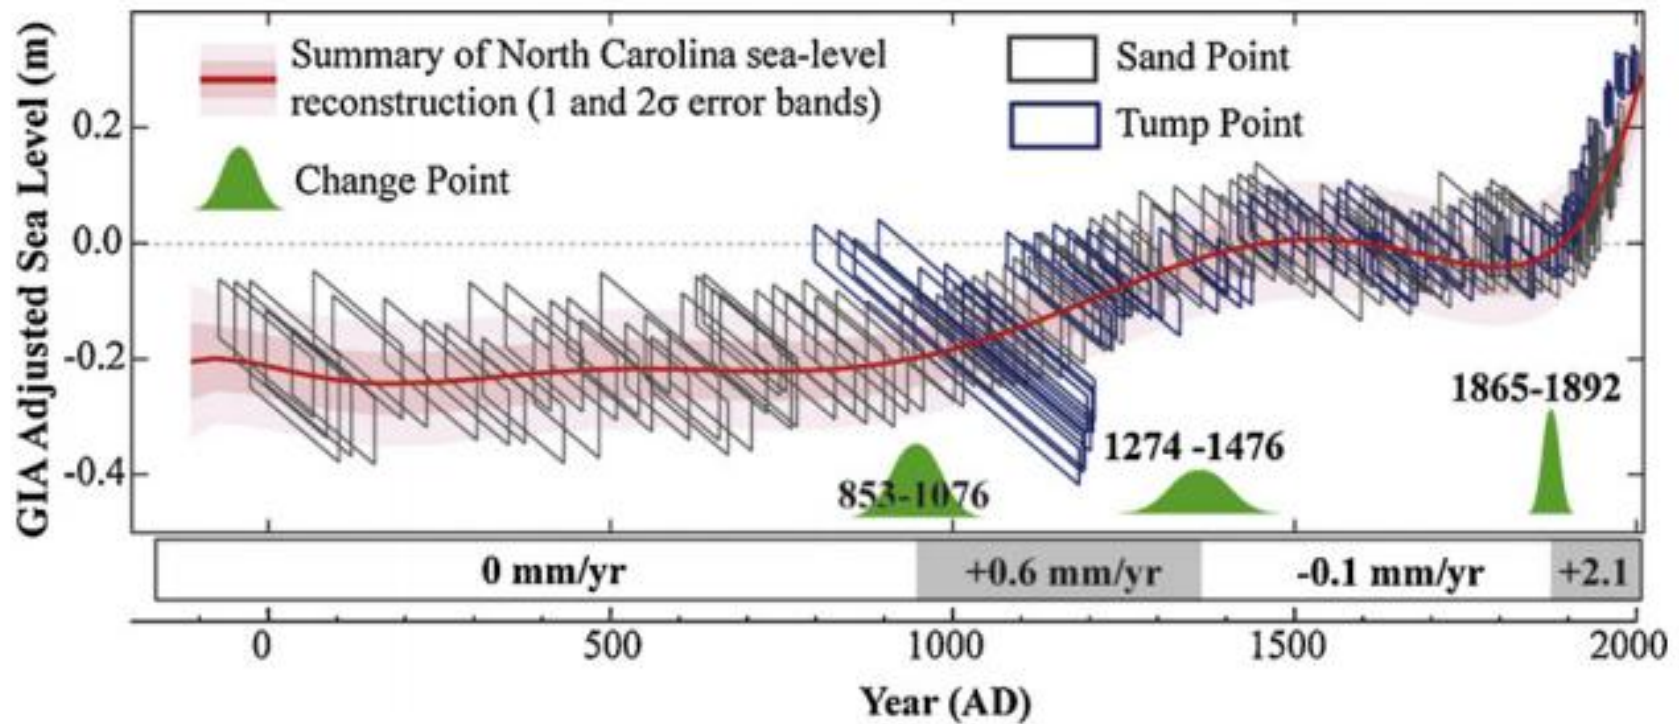 GIA Adjusted Sea Level (m)
Summary of North Carolina sea-level
reconstruction (1 and 2σ error bands)
Change Point
Sand Point
Tump Point
0.2
0.0
-0.2
-0.4
853-1076
1274 -1476
1865-1892
0 mm/yr
+0.6 mm/yr
-0.1 mm/yr
+2.1
0
500
1000
1500
2000
Year (AD)